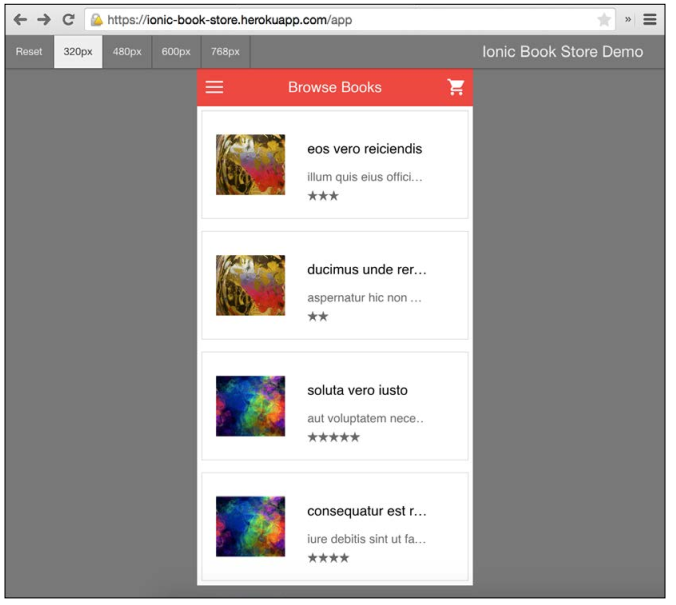 https://ionic-book-store.herokuapp.com/app
»
Reset 320px 480px 600px 768px Ionic Book Store Demo
Browse Books
eos vero reiciendis
illum quis eius offici...
★★★
ducimus unde rer...
aspernatur hic non ...
★★
soluta vero iusto
aut voluptatem nece..
★★★★★
consequatur est r...
iure debitis sint ut fa...
★★★★